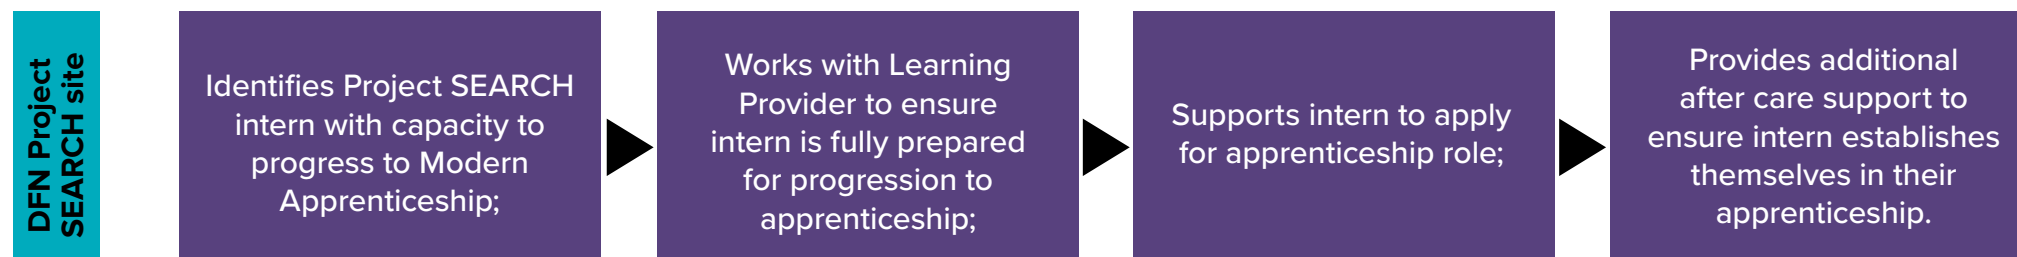 DFN Project
SEARCH site
Identifies Project SEARCH
intern with capacity to
progress to Modern
Apprenticeship;
Works with Learning
Provider to ensure
intern is fully prepared
for progression to
apprenticeship;
Supports intern to apply
for apprenticeship role;
Provides additional
after care support to
ensure intern establishes
themselves in their
apprenticeship.